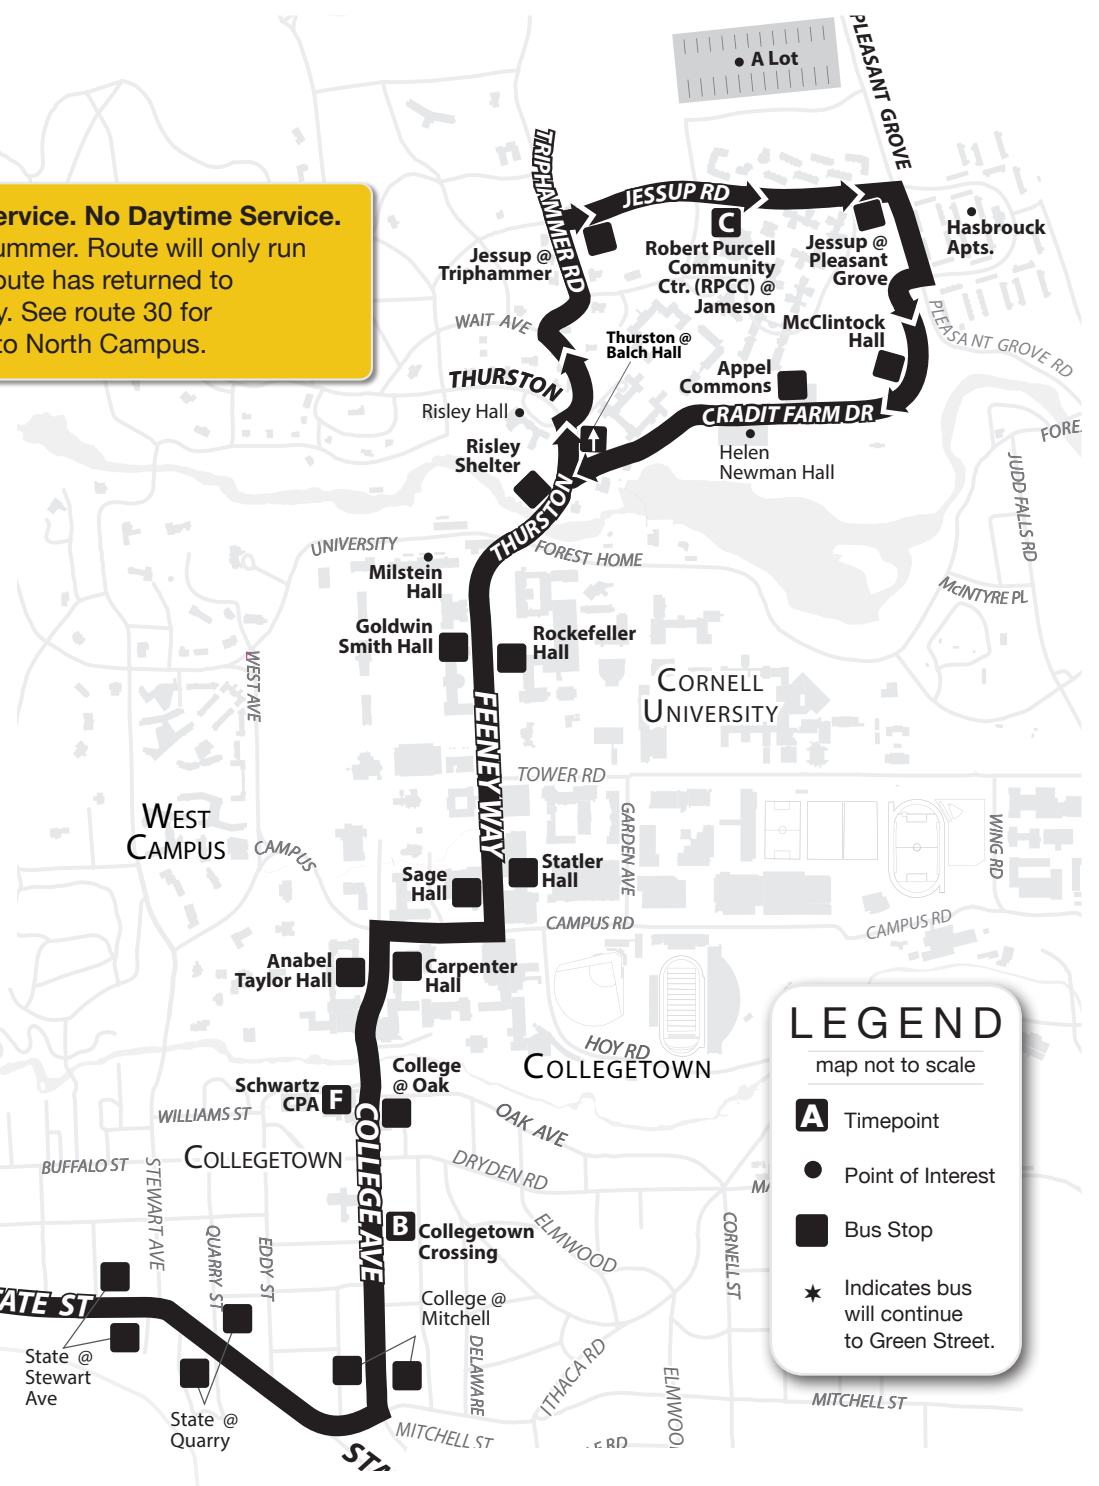 PLEASANT GROVE
A Lot
TRIPHAMMER RD
JESSUP RD
C
ervice. No Daytime Service.
ummer. Route will only run
oute has returned to
y. See route 30 for
to North Campus.
Jessup @
Triphammer
Robert Purcell
Community
Ctr. (RPCC) @
Jameson
Jessup @
Pleasant
Grove
Hasbrouck
Apts.
WAIT AVE
Thurston @
Balch Hall
McClintock
Hall
PLEASANT GROVE RD
THURSTON
Appel
Commons
Risley Hall
CRADIT FARM DR
Risley
Shelter
Helen
Newman Hall
FORE
JUDD FALLS RD
THURSTON
UNIVERSITY
FOREST HOME
Milstein
Hall
McINTYRE PL
Goldwin
Smith Hall
Rockefeller
Hall
WEST AVE
CORNELL
UNIVERSITY
FEENEY WAY
TOWER RD
WEST
CAMPUS
CAMPUS
GARDEN AVE
WING RD
Sage
Hall
Statler
Hall
CAMPUS RD
CAMPUS RD
Anabel
Taylor Hall
Carpenter
Hall
HOY RD
COLLEGETOWN
College
@ Oak
Schwartz
CPA
F
WILLIAMS ST
OAK AVE
COLLEGE AVE
COLLEGETOWN
BUFFALO ST
STEWART AVE
DRYDEN RD
MA
QUARRY ST
EDDY ST
B
Collegetown
Crossing
ELMWOOD
CORNELL ST
College @
Mitchell
ATE ST
State @
Stewart
Ave
State @
Quarry
DELAWARE
ITHACA RD
ELMWOO
MITCHELL ST
MITCHELL ST
STA
RD
LEGEND
map not to scale
A
Timepoint
Point of Interest
Bus Stop
Indicates bus
will continue
to Green Street.